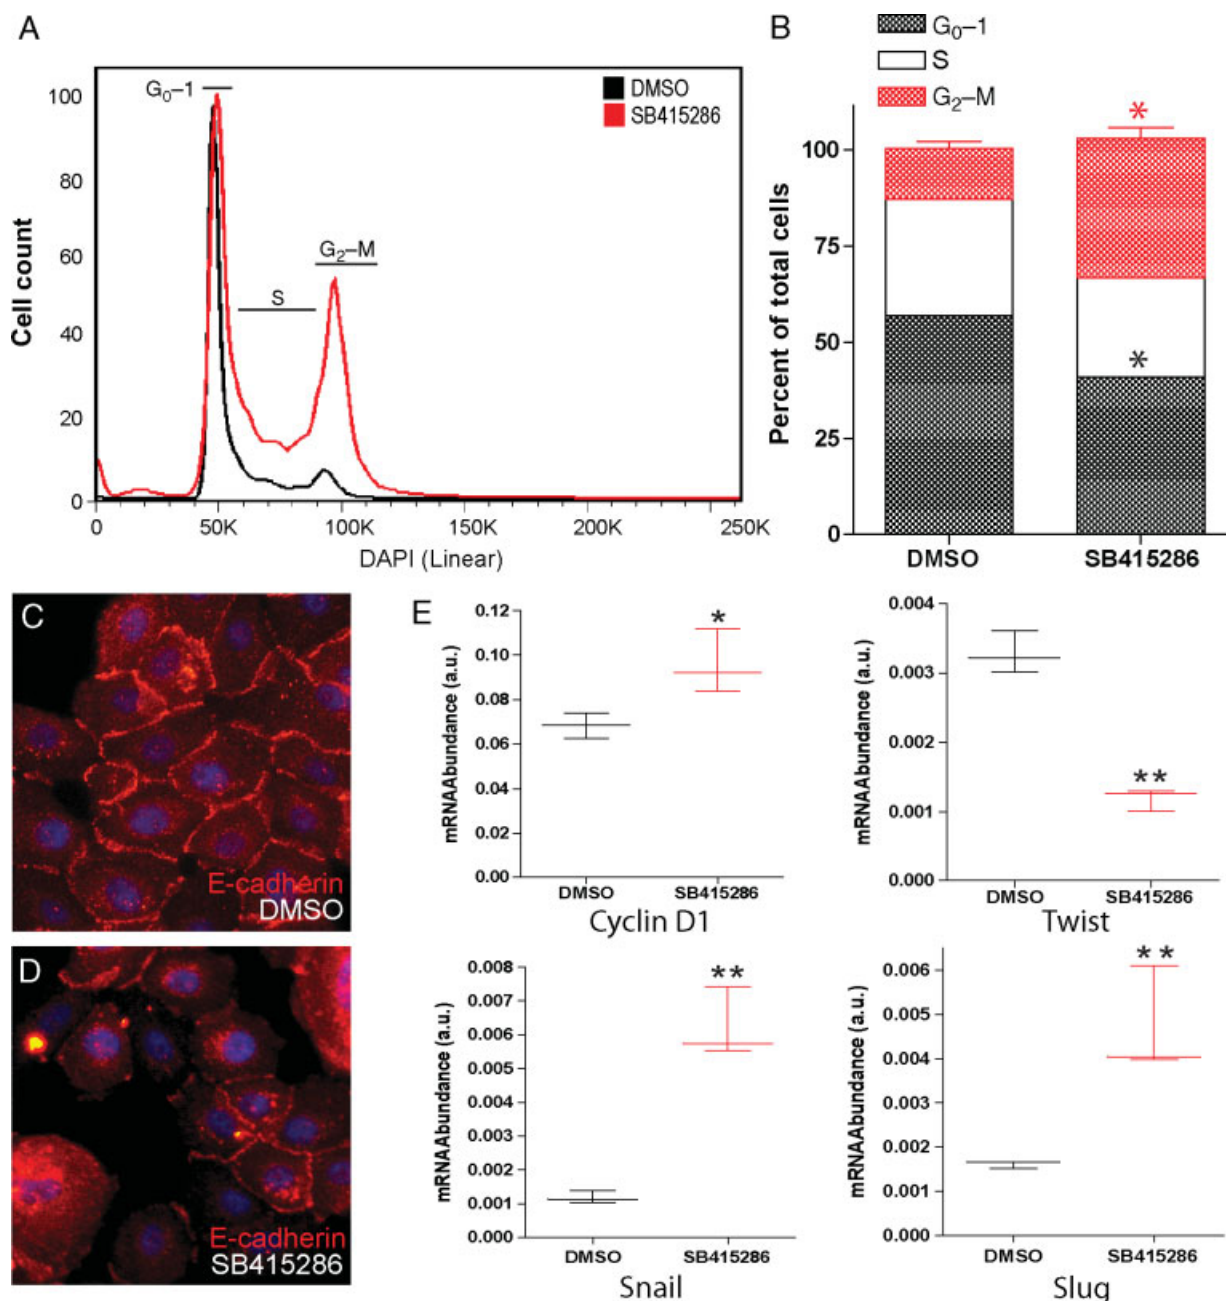 A
G0–1
S
G2–M
DMSO
SB415286
Cell count
100
80
60
40
20
0
0
50K
100K
150K
200K
250K
DAPI (Linear)
B
G0–1
S
G2–M
Percent of total cells
100
75
50
25
0
*
*
DMSO
SB415286
C
E-cadherin
DMSO
D
E-cadherin
SB415286
E
mRNAAbundance (a.u.)
0.12
0.10
0.08
0.06
0.04
0.02
0.00
*
DMSO
SB415286
Cyclin D1
mRNAAbundance (a.u.)
0.004
0.003
0.002
0.001
0.000
**
DMSO
SB415286
Twist
mRNAAbundance (a.u.)
0.008
0.007
0.006
0.005
0.004
0.003
0.002
0.001
0.000
**
DMSO
SB415286
Snail
mRNAAbundance (a.u.)
0.006
0.005
0.004
0.003
0.002
0.001
0.000
**
DMSO
SB415286
Slug